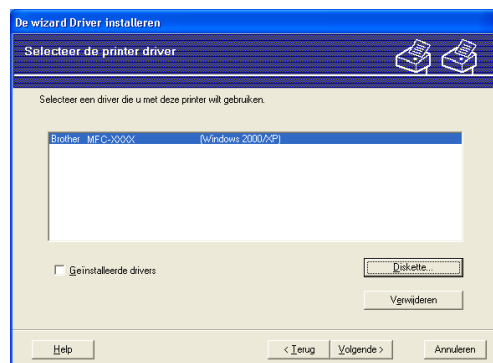 De wizard Driver installeren
Selecteer de printer driver
Selecteer een driver die u met deze printer wilt gebruiken.
Brother MFC-XXXX (Windows 2000/XP)
Geïnstalleerde drivers
Diskette...
Verwijderen
Help
< Terug
Volgende >
Annuleren